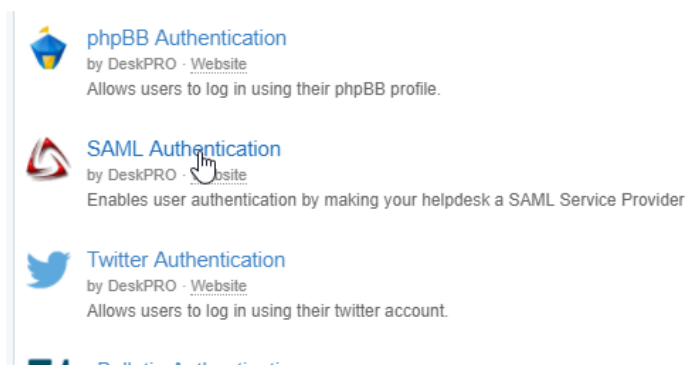 phpBB Authentication
by DeskPRO · Website
Allows users to log in using their phpBB profile.
SAML Authentication
by DeskPRO · Website
Enables user authentication by making your helpdesk a SAML Service Provider
Twitter Authentication
by DeskPRO · Website
Allows users to log in using their twitter account.